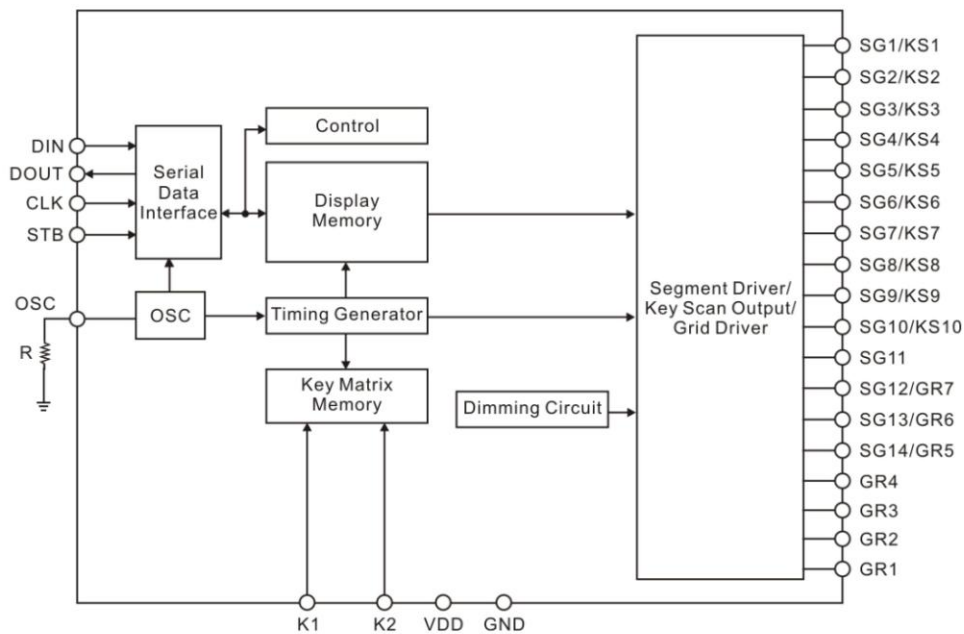 DIN
DOUT
CLK
STB
OSC
R
Serial
Data
Interface
OSC
Control
Display
Memory
Timing Generator
Key Matrix
Memory
Dimming Circuit
Segment Driver/
Key Scan Output/
Grid Driver
SG1/KS1
SG2/KS2
SG3/KS3
SG4/KS4
SG5/KS5
SG6/KS6
SG7/KS7
SG8/KS8
SG9/KS9
SG10/KS10
SG11
SG12/GR7
SG13/GR6
SG14/GR5
GR4
GR3
GR2
GR1
K1
K2
VDD
GND